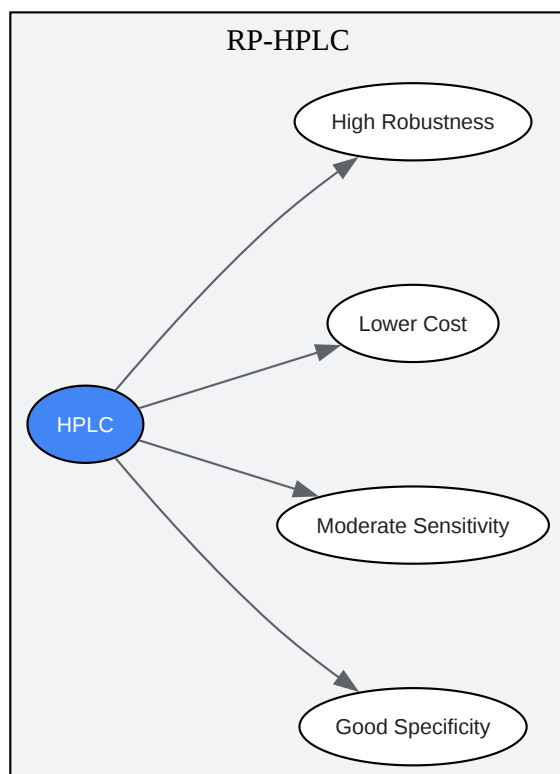 RP-HPLC
High Robustness
Lower Cost
HPLC
Moderate Sensitivity
Good Specificity